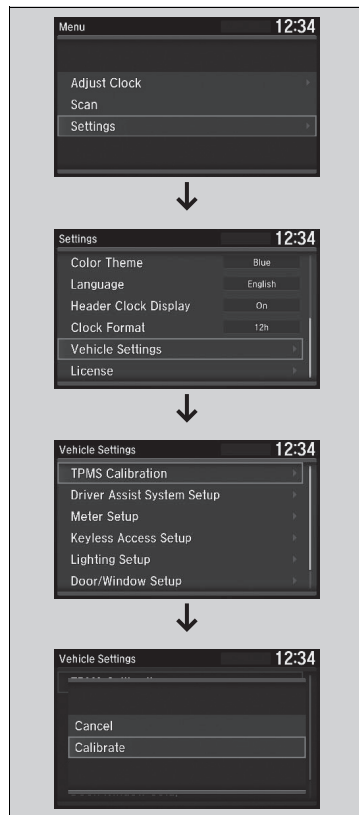 Menu 12:34
Adjust Clock
Scan
Settings
Settings 12:34
Color Theme Blue
Language English
Header Clock Display On
Clock Format 12h
Vehicle Settings
License
Vehicle Settings 12:34
TPMS Calibration
Driver Assist System Setup
Meter Setup
Keyless Access Setup
Lighting Setup
Door/Window Setup
Vehicle Settings 12:34
Cancel
Calibrate